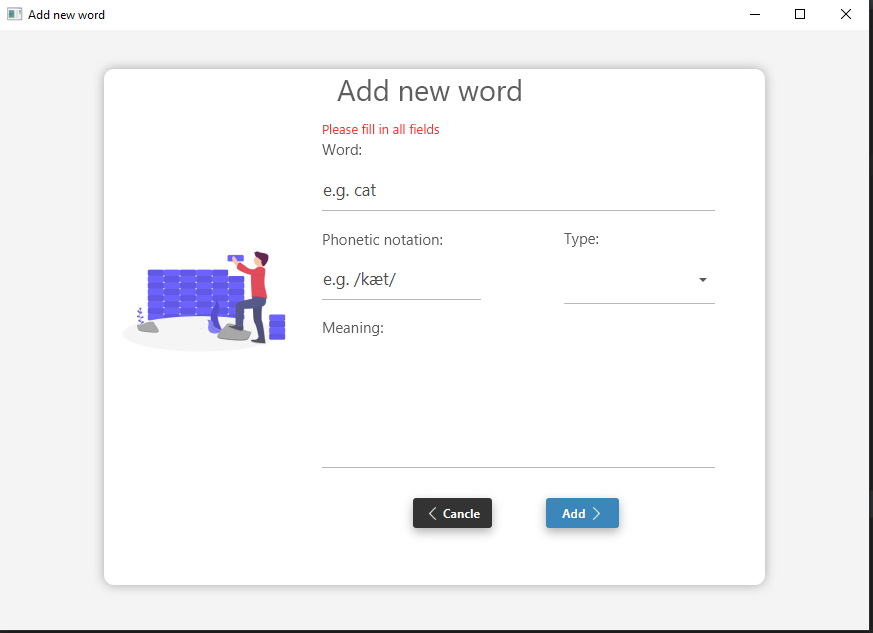 Add new word
Add new word
Please fill in all fields
Word:
e.g. cat
Phonetic notation:
Type:
e.g. /kæt/
Meaning:
Cancle
Add